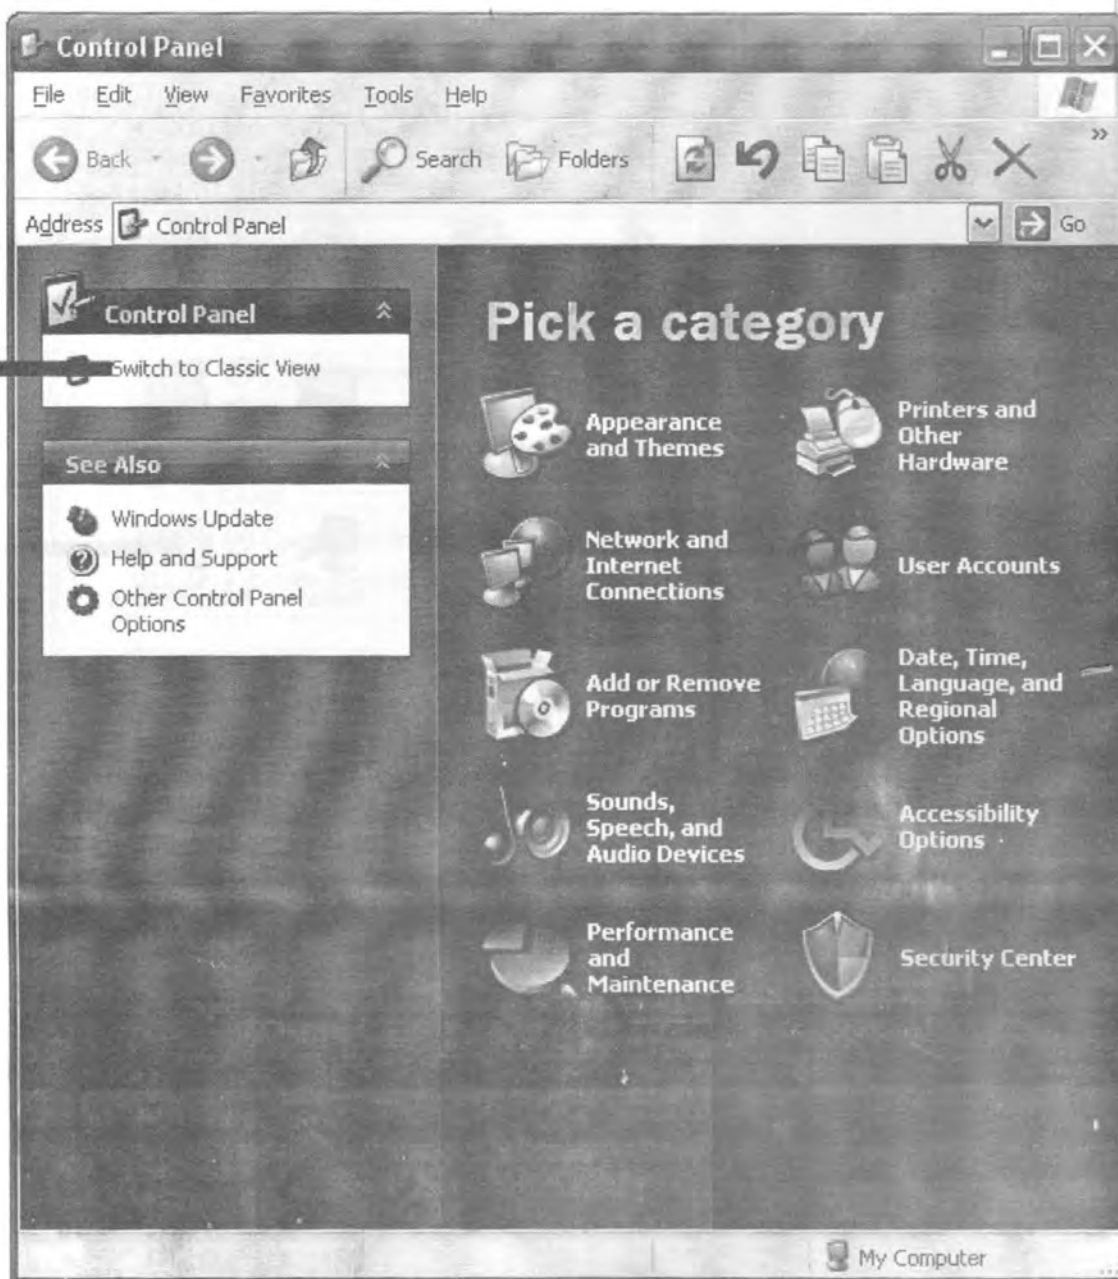 Control Panel
File Edit View Favorites Tools Help
Back Search Folders
Address Control Panel Go
Control Panel
Switch to Classic View
See Also
Windows Update
Help and Support
Other Control Panel
Options
Pick a category
Appearance
and Themes
Printers and
Other
Hardware
Network and
Internet
Connections
User Accounts
Add or Remove
Programs
Date, Time,
Language, and
Regional
Options
Sounds,
Speech, and
Audio Devices
Accessibility
Options
Performance
and
Maintenance
Security Center
My Computer